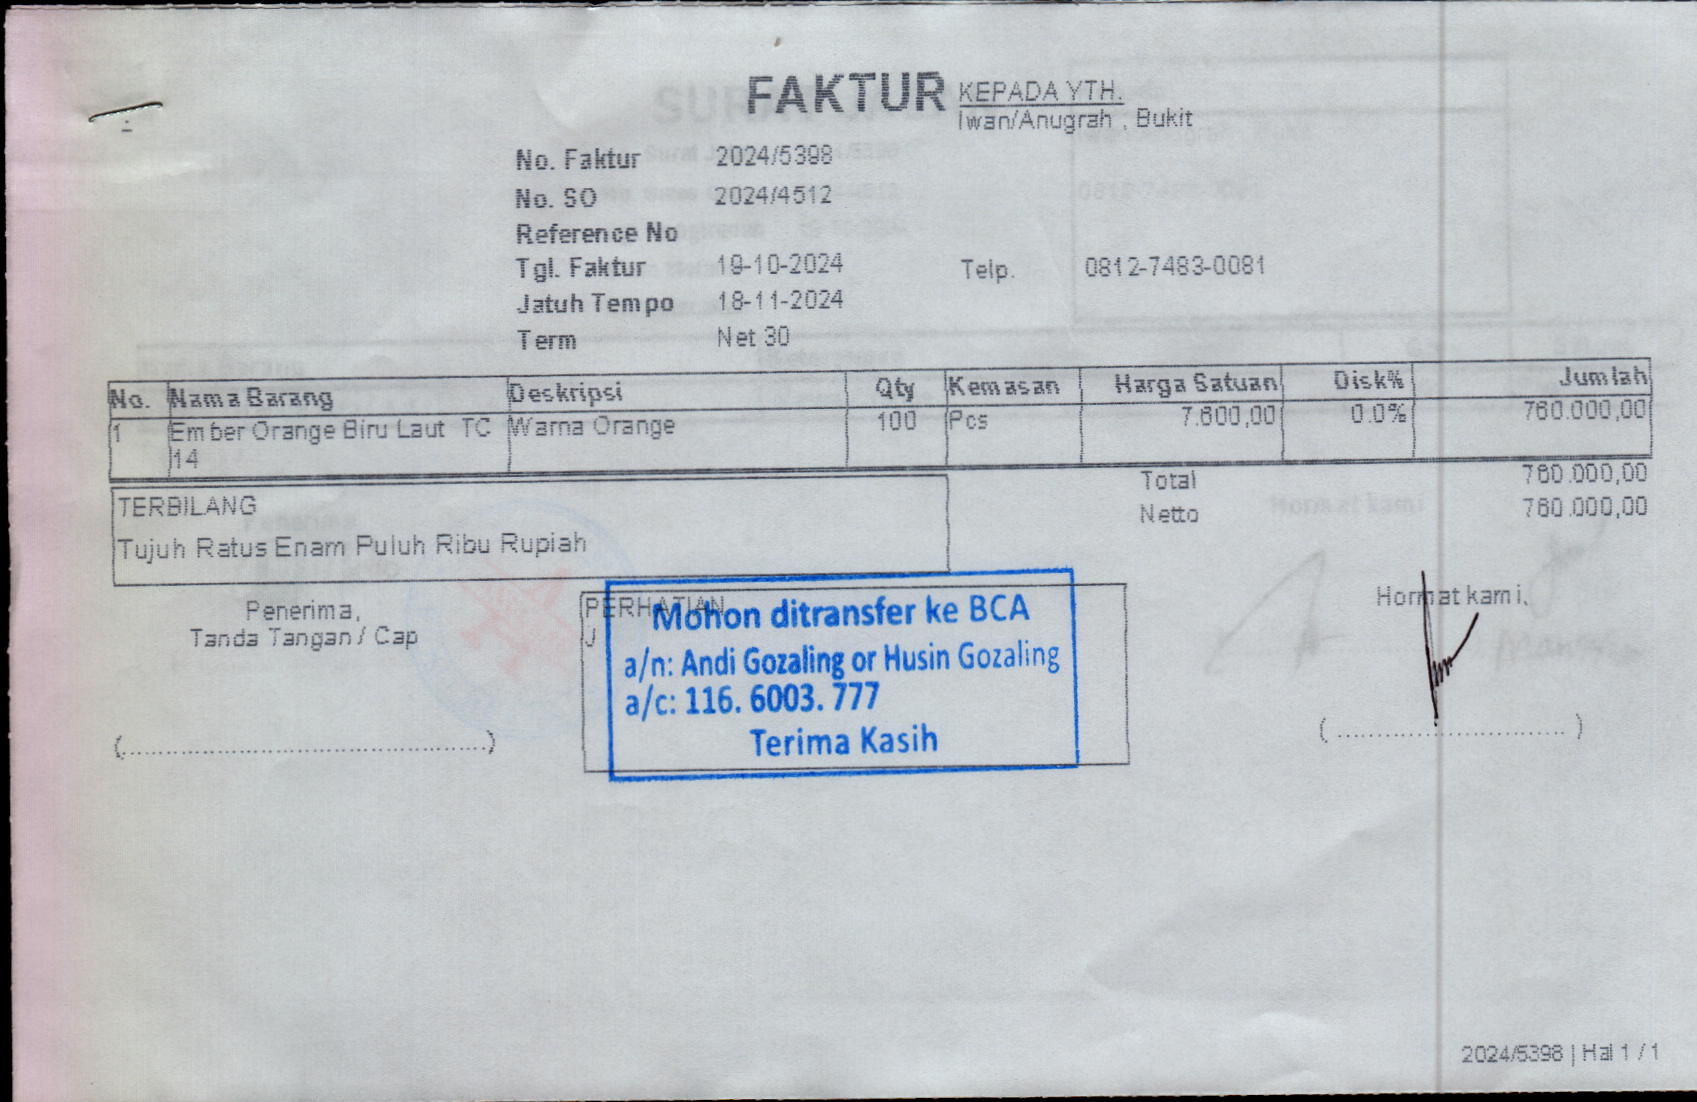 FAKTUR
KEPADA YTH.
Iwan/Anugrah , Bukit
No. Faktur 2024/5398
No. SO 2024/4512
Reference No
Tgl. Faktur 19-10-2024
Telp. 0812-7483-0081
Jatuh Tempo 18-11-2024
Term Net 30
No. Nama Barang Deskripsi Qty Kemasan Harga Satuan Disk% Jumlah
1 Ember Orange Biru Laut TC Warna Orange 100 Pcs 7.600,00 0.0% 760.000,00
14
Total 760.000,00
Netto 760.000,00
TERBILANG
Tujuh Ratus Enam Puluh Ribu Rupiah
Penerima,
Tanda Tangan / Cap
(............................................)
PERHATIAN
J
Mohon ditransfer ke BCA
a/n: Andi Gozaling or Husin Gozaling
a/c: 116. 6003. 777
Terima Kasih
Hormat kami,
(............................)
2024/5398 | Hal 1 / 1